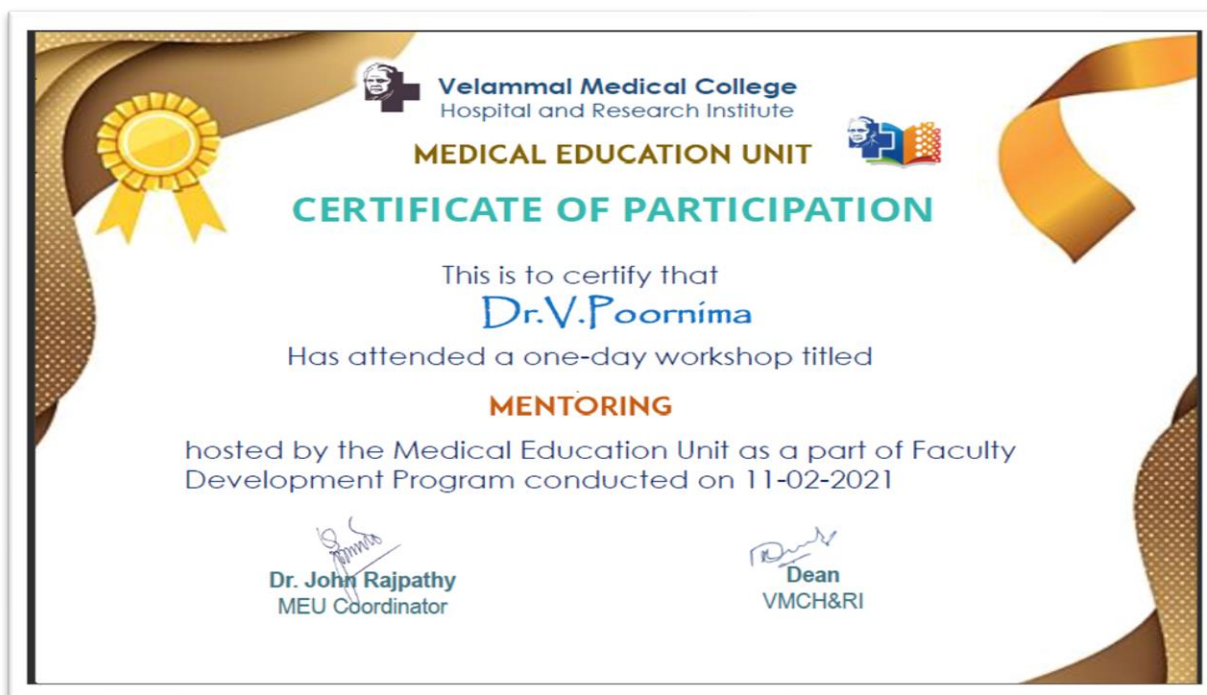 Velammal Medical College
Hospital and Research Institute
MEDICAL EDUCATION UNIT
CERTIFICATE OF PARTICIPATION
This is to certify that
Dr.V.Poornima
Has attended a one-day workshop titled
MENTORING
hosted by the Medical Education Unit as a part of Faculty
Development Program conducted on 11-02-2021
Dr. John Rajpathy
MEU Coordinator
Dean
VMCH&RI